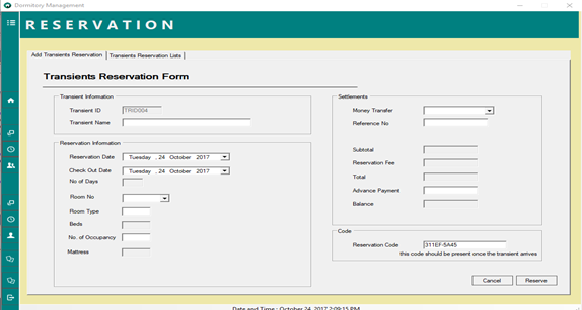 Dormitory Management
RESERVATION
Add Transients Reservation
Transients Reservation Lists
Transients Reservation Form
Transient Information
Transient ID TRID004
Transient Name
Reservation Information
Reservation Date Tuesday , 24 October 2017
Check Out Date Tuesday , 24 October 2017
No of Days
Room No
Room Type
Beds
No. of Occupancy
Mattress
Settlements
Money Transfer
Reference No
Subtotal
Reservation Fee
Total
Advance Payment
Balance
Code
Reservation Code 311EF-5A45
!this code should be present once the transient arrives
Cancel Reserve
Date and Time : October 24, 2017 2:09:15 PM